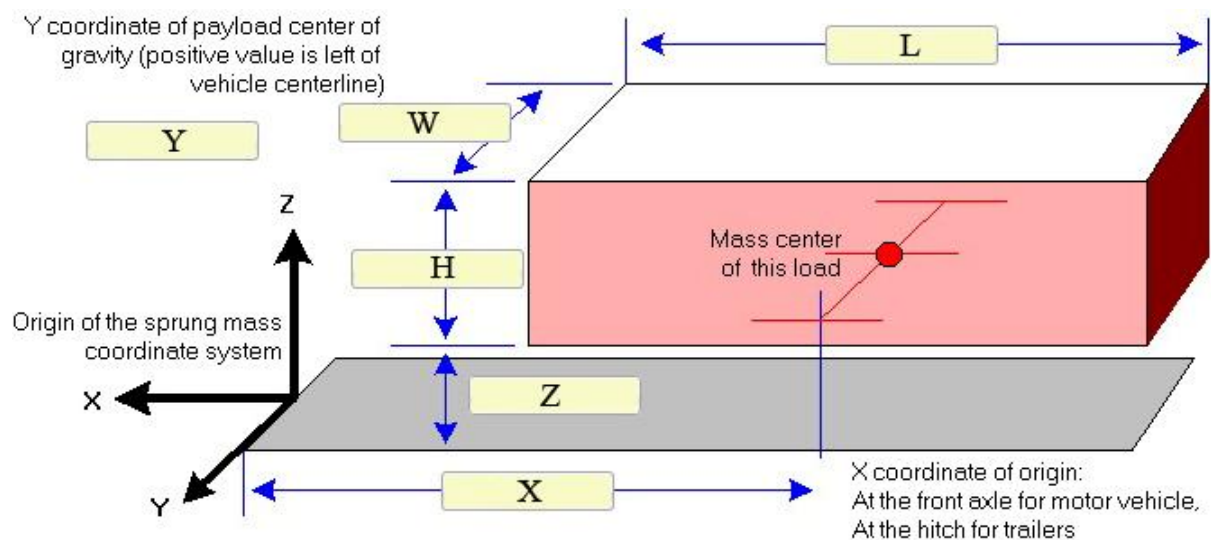 Y coordinate of payload center of
gravity (positive value is left of
vehicle centerline)
L
W
Y
Z
H
Mass center
of this load
Origin of the sprung mass
coordinate system
X
Z
Y
X
X coordinate of origin:
At the front axle for motor vehicle,
At the hitch for trailers